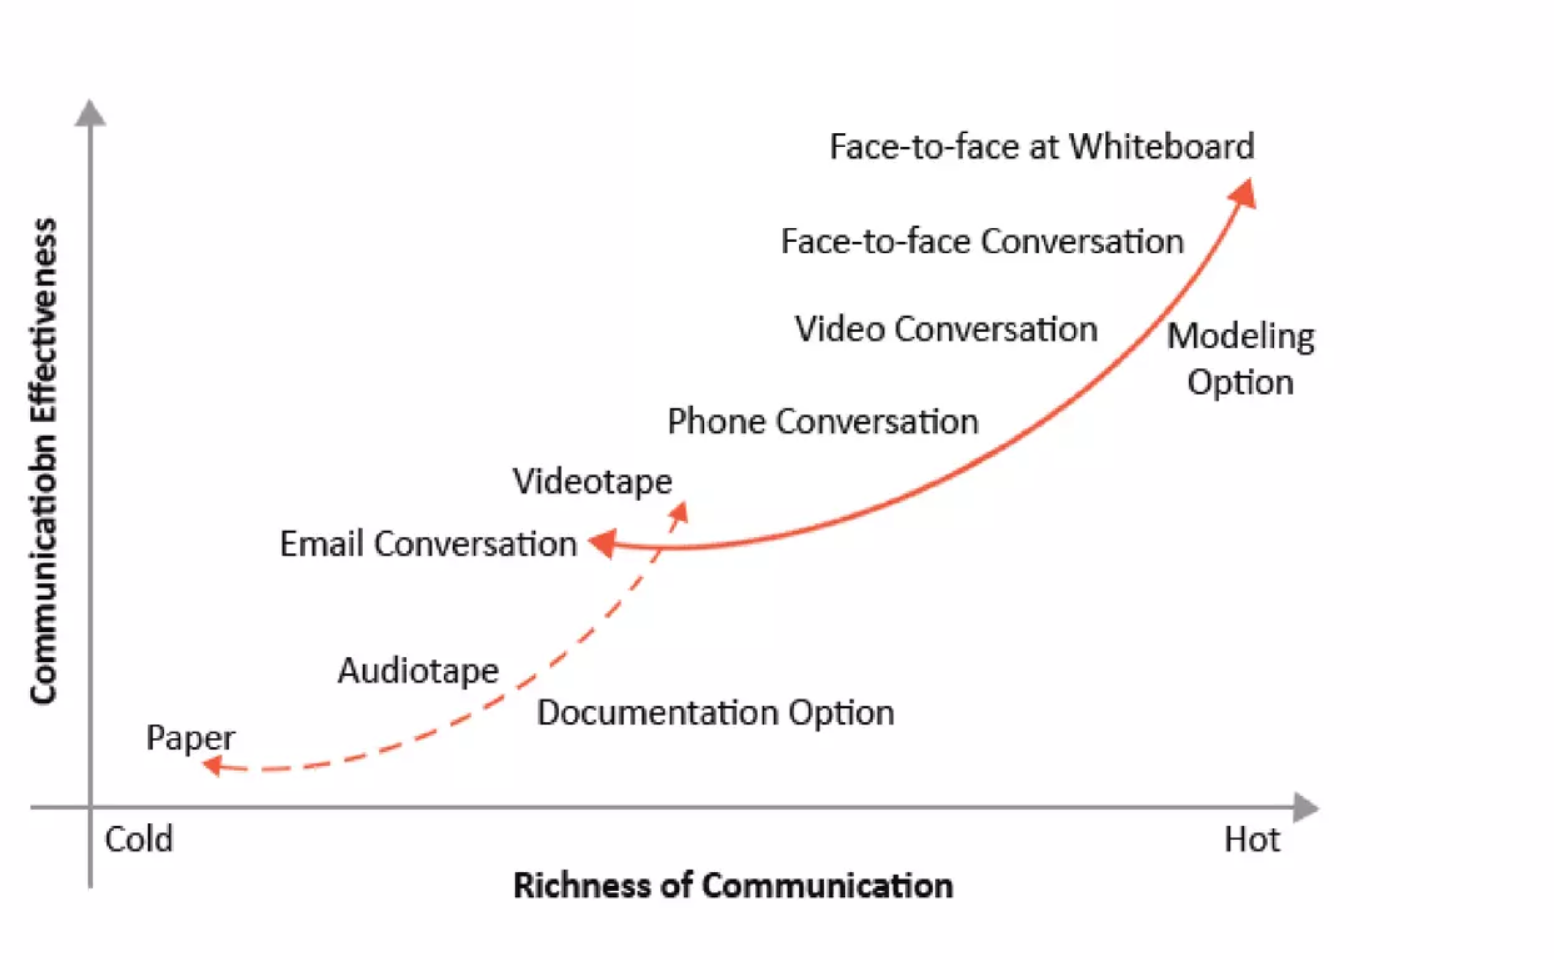 Face-to-face at Whiteboard
Face-to-face Conversation
Video Conversation
Modeling
Option
Phone Conversation
Videotape
Email Conversation
Audiotape
Documentation Option
Paper
Communicatiobn Effectiveness
Cold
Hot
Richness of Communication